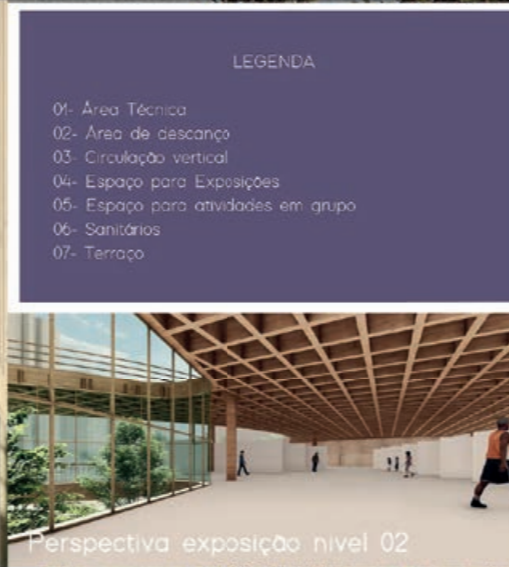 LEGENDA
01- Área Técnica
02- Área de descanço
03- Circulação vertical
04- Espaço para Exposições
05- Espaço para atividades em grupo
06- Sanitários
07- Terraço
Perspectiva exposição nivel 02